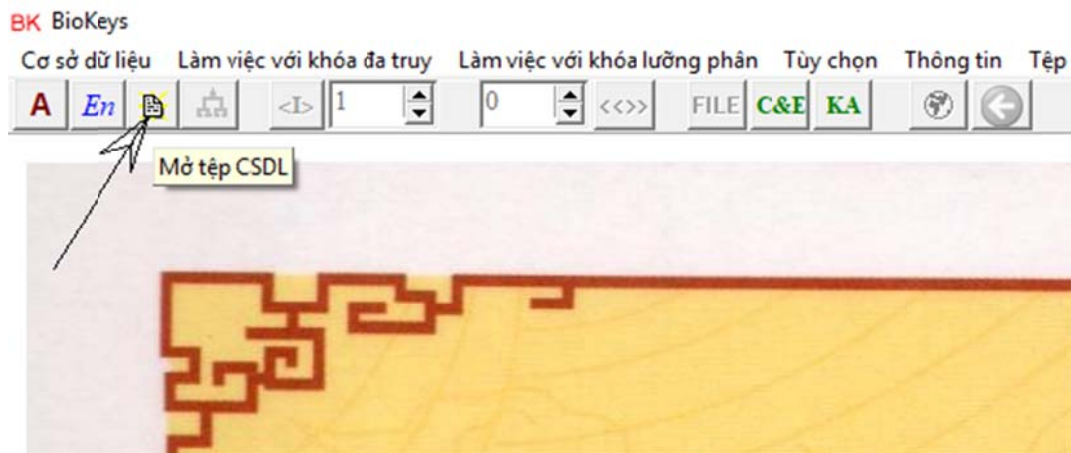 BK BioKeys
Cơ sở dữ liệu Làm việc với khóa đa truy Làm việc với khóa lưỡng phân Tùy chọn Thông tin Tệp
A En <I> 1 0 <<>> FILE C&E KA
Mở tệp CSDL